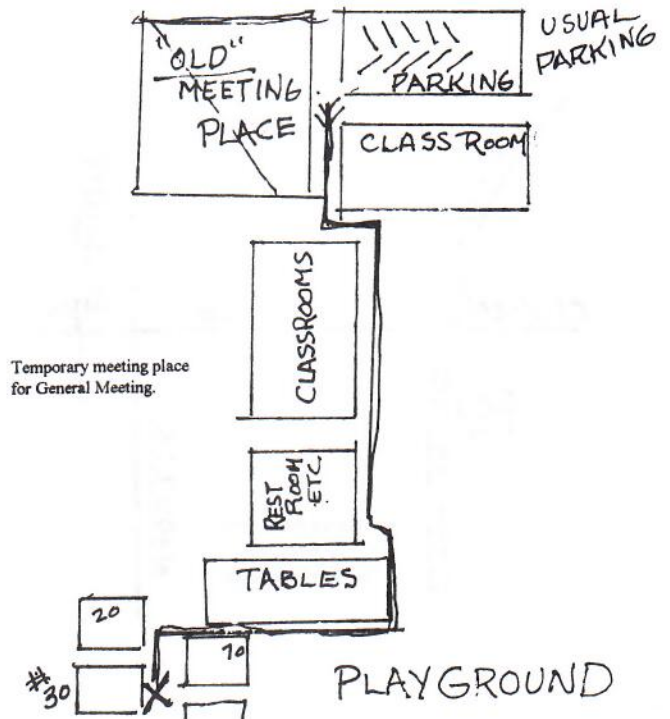 "OLD"
MEETING
PLACE
PARKING
USUAL
PARKING
CLASSROOM
CLASSROOMS
Temporary meeting place
for General Meeting.
REST
ROOM
ETC.
TABLES
20
10
#30
PLAYGROUND